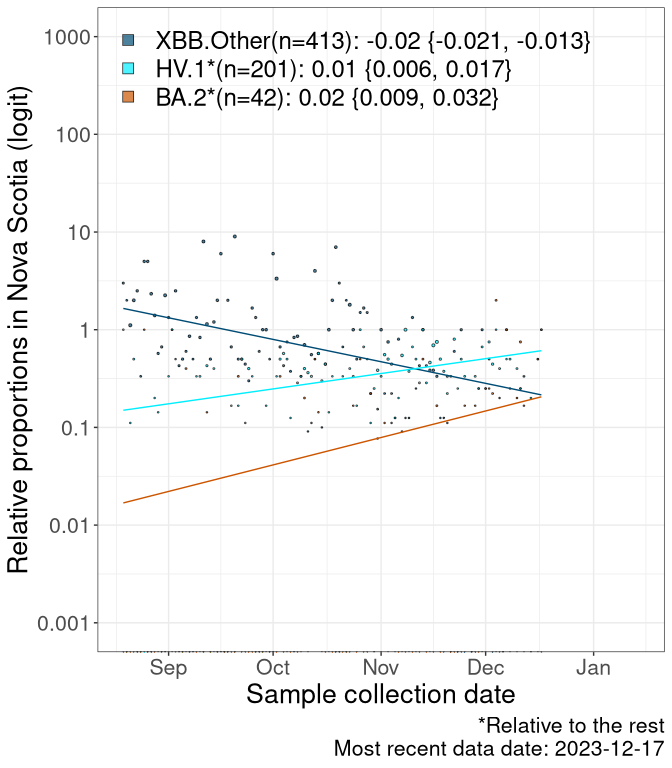 Relative proportions in Nova Scotia (logit)
XBB.Other(n=413): -0.02 {-0.021, -0.013}
HV.1*(n=201): 0.01 {0.006, 0.017}
BA.2*(n=42): 0.02 {0.009, 0.032}
1000
100
10
1
0.1
0.01
0.001
Sep Oct Nov Dec Jan
Sample collection date
*Relative to the rest
Most recent data date: 2023-12-17